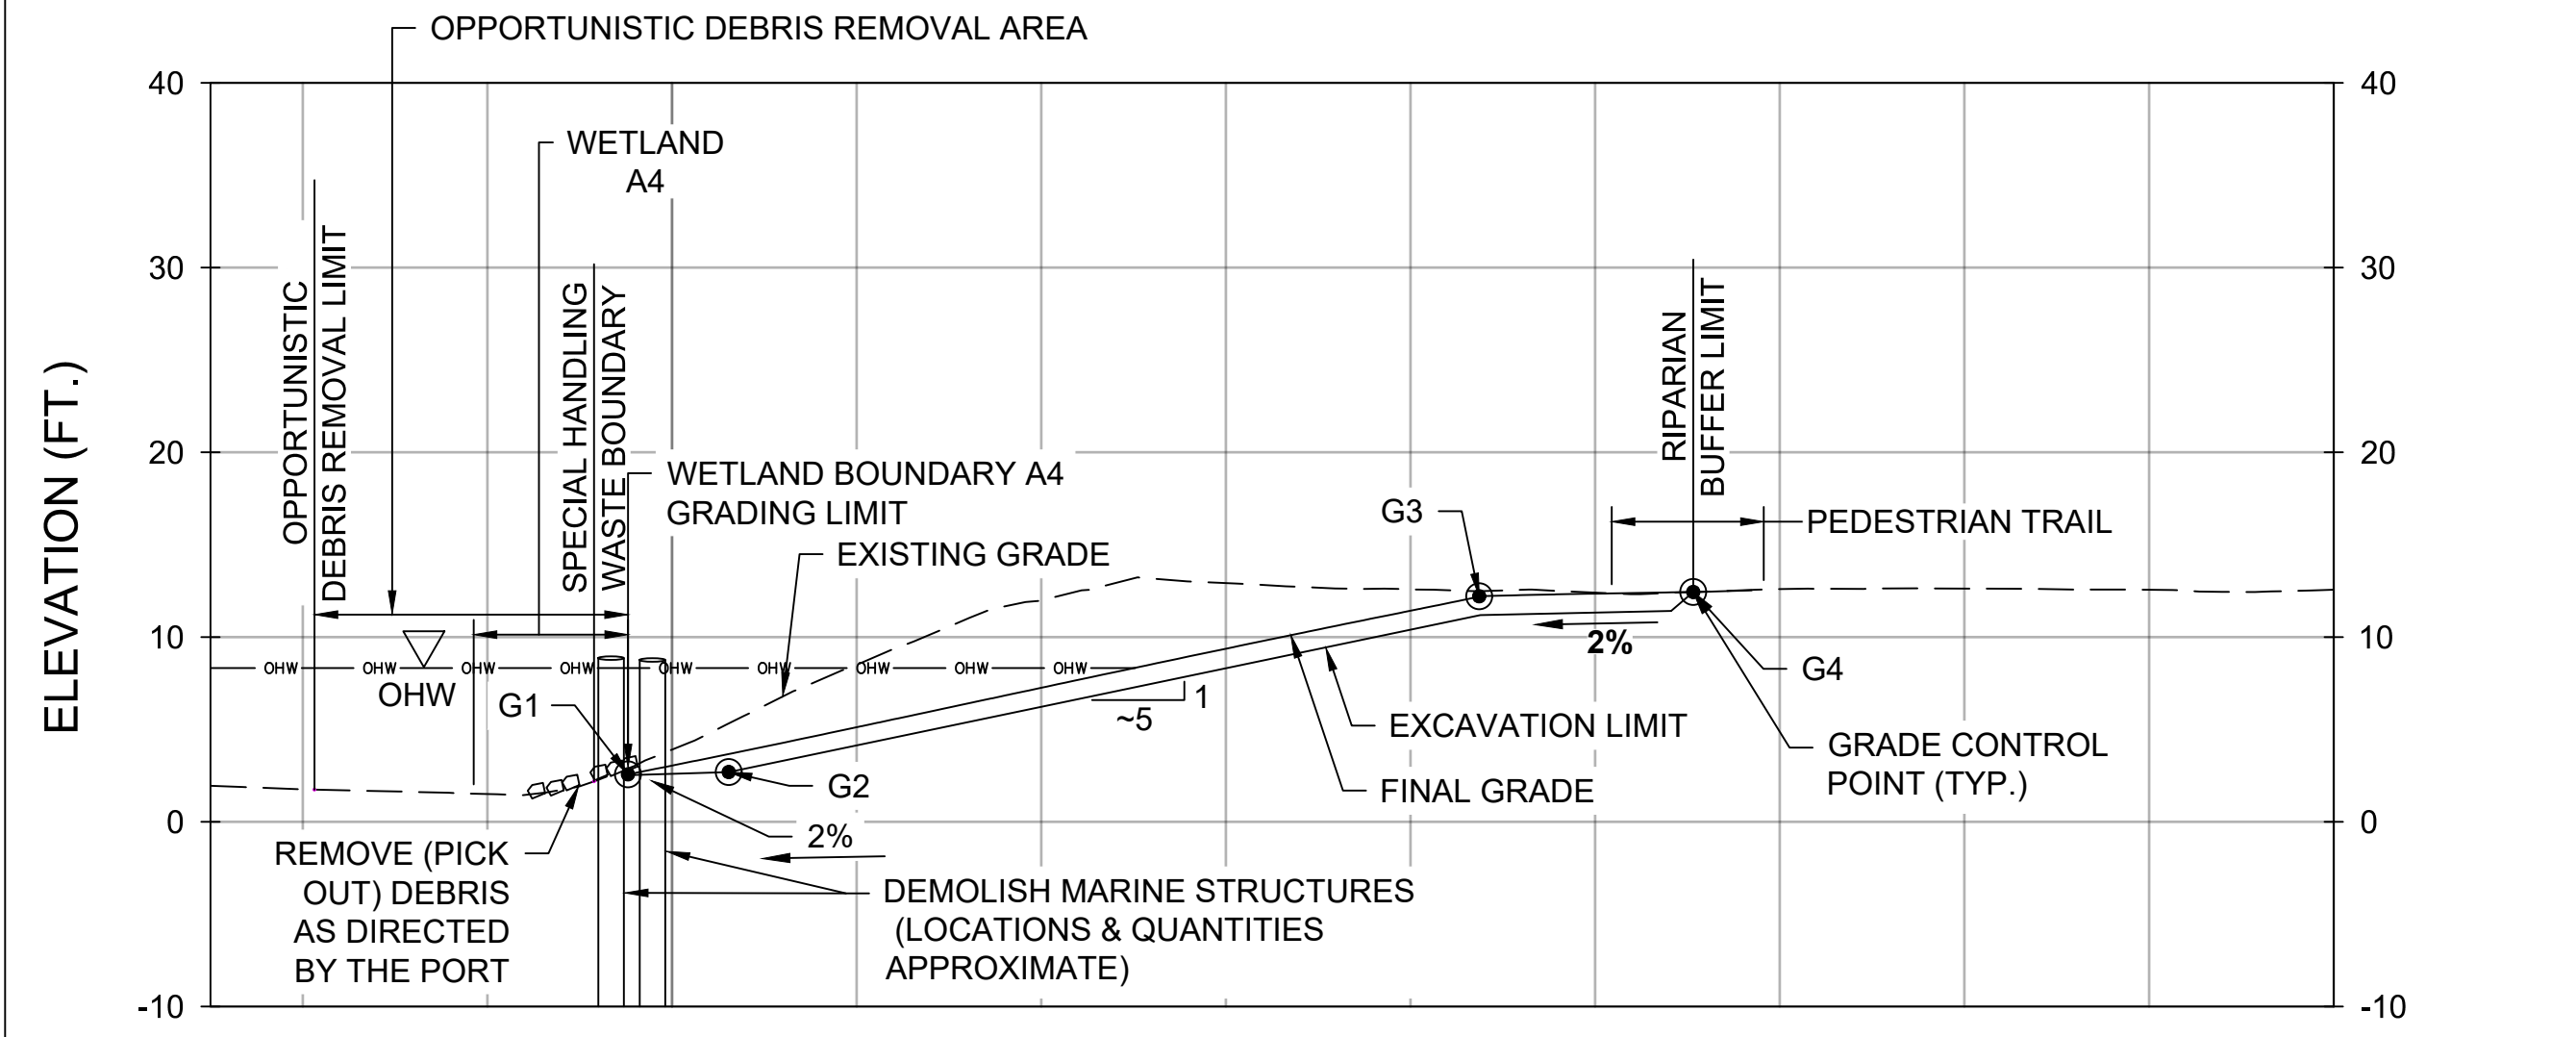 OPPORTUNISTIC DEBRIS REMOVAL AREA
40
40
WETLAND
A4
30
30
OPPORTUNISTIC
DEBRIS REMOVAL LIMIT
SPECIAL HANDLING
WASTE BOUNDARY
RIPARIAN
BUFFER LIMIT
ELEVATION (FT.)
20
20
WETLAND BOUNDARY A4
GRADING LIMIT
G3
PEDESTRIAN TRAIL
EXISTING GRADE
10
10
2%
OHW OHW OHW OHW OHW OHW OHW OHW OHW
OHW
G1
G4
1
~5
EXCAVATION LIMIT
GRADE CONTROL
POINT (TYP.)
G2
FINAL GRADE
0
0
2%
REMOVE (PICK
OUT) DEBRIS
AS DIRECTED
BY THE PORT
DEMOLISH MARINE STRUCTURES
(LOCATIONS & QUANTITIES
APPROXIMATE)
-10
-10